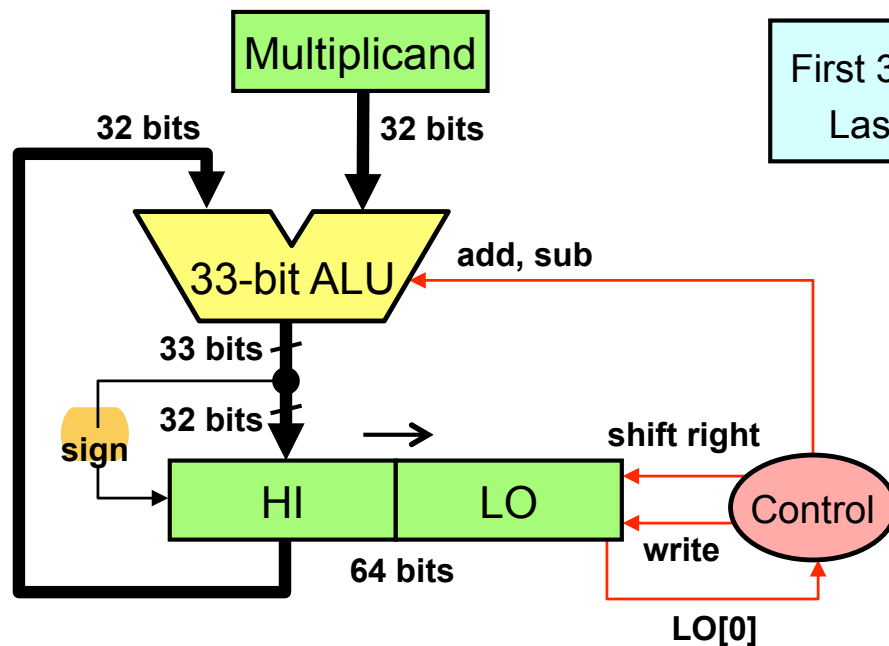 Multiplicand
First 3
Las
32 bits
32 bits
33-bit ALU
add, sub
33 bits
32 bits
sign
shift right
HI
LO
Control
write
64 bits
LO[0]